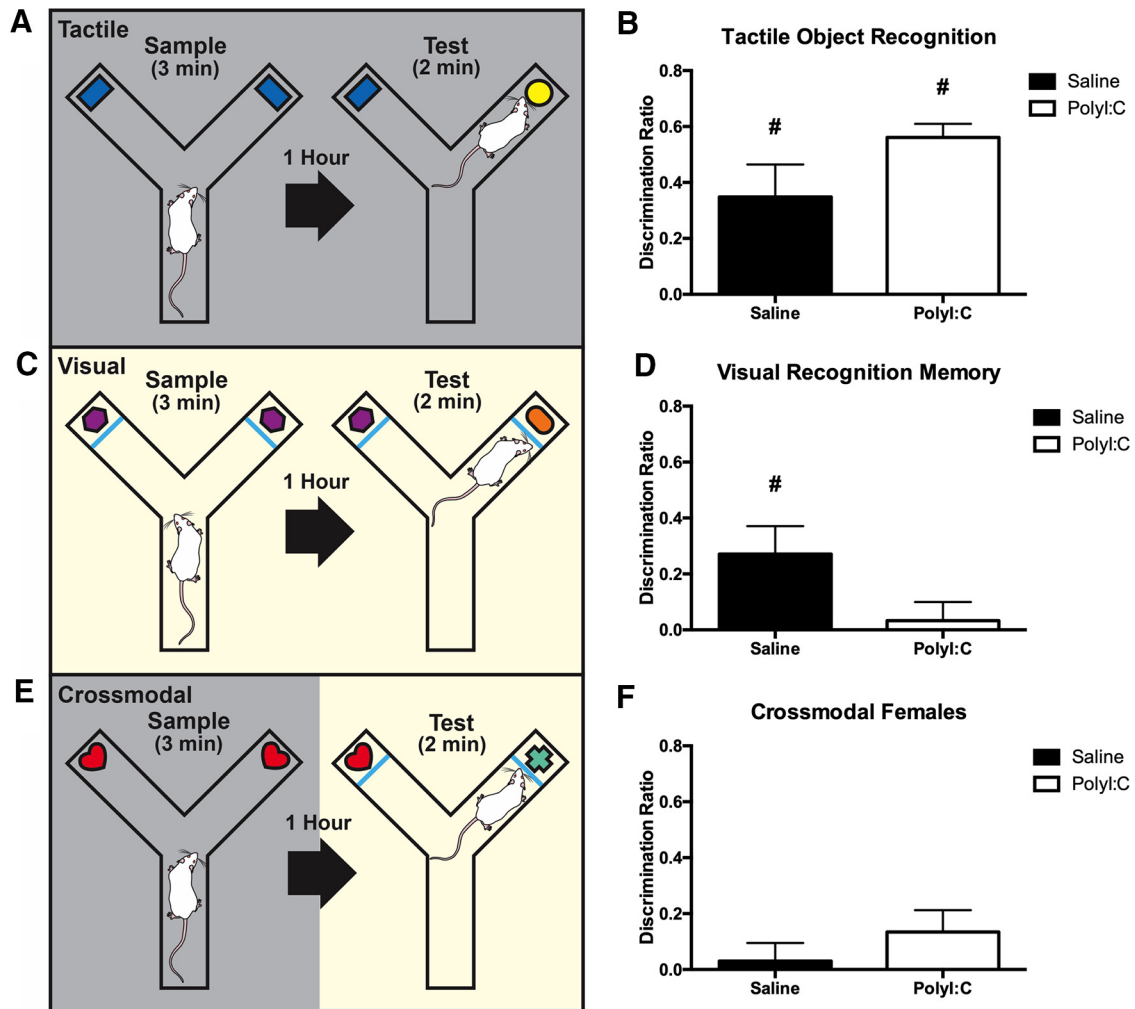 A
Tactile
Sample
(3 min)
Test
(2 min)
1 Hour
B
Tactile Object Recognition
Discrimination Ratio
0.8
0.6
0.4
0.2
0.0
#
#
Saline
PolyI:C
Saline
PolyI:C
C
Visual
Sample
(3 min)
Test
(2 min)
1 Hour
D
Visual Recognition Memory
Discrimination Ratio
0.8
0.6
0.4
0.2
0.0
#
Saline
PolyI:C
Saline
PolyI:C
E
Crossmodal
Sample
(3 min)
Test
(2 min)
1 Hour
F
Crossmodal Females
Discrimination Ratio
0.8
0.6
0.4
0.2
0.0
Saline
PolyI:C
Saline
PolyI:C